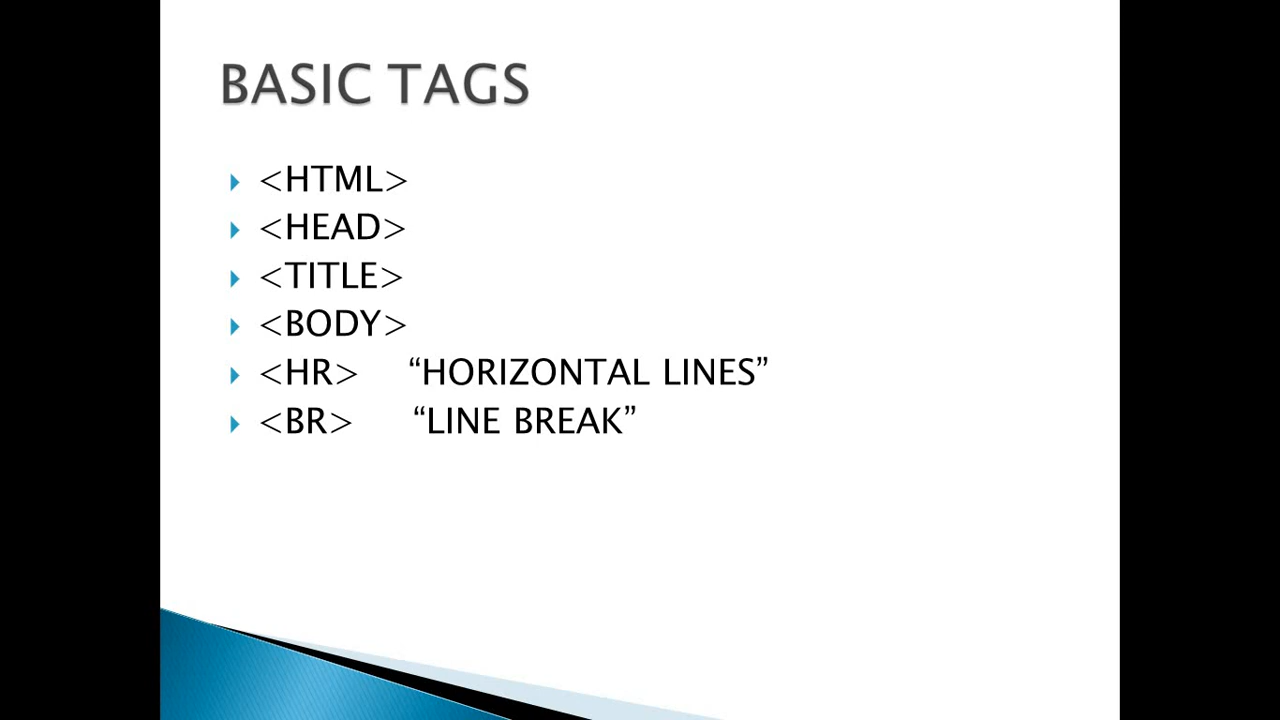 BASIC TAGS
<HTML>
<HEAD>
<TITLE>
<BODY>
<HR> “HORIZONTAL LINES”
<BR> “LINE BREAK”